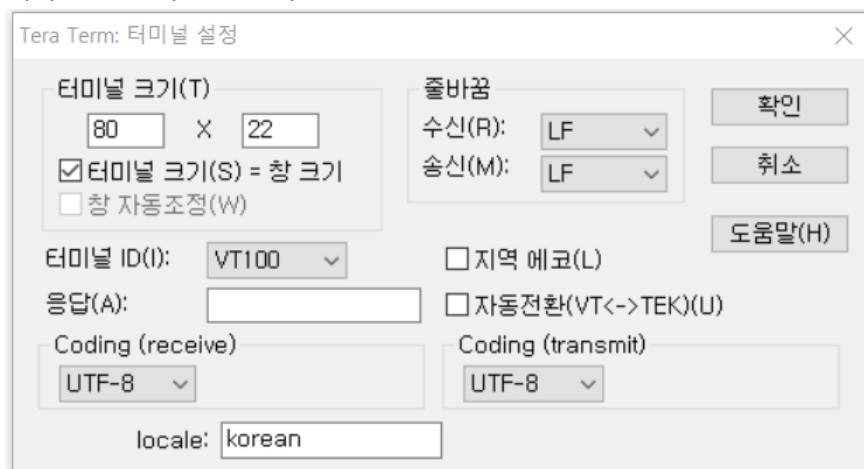 Tera Term: 터미널 설정
터미널 크기(T)
80 X 22
터미널 크기(S) = 창 크기
창 자동조정(W)
줄바꿈
수신(R): LF
송신(M): LF
확인
취소
도움말(H)
터미널 ID(I): VT100
지역 에코(L)
응답(A):
자동전환(VT<->TEK)(U)
Coding (receive)
UTF-8
Coding (transmit)
UTF-8
locale: korean